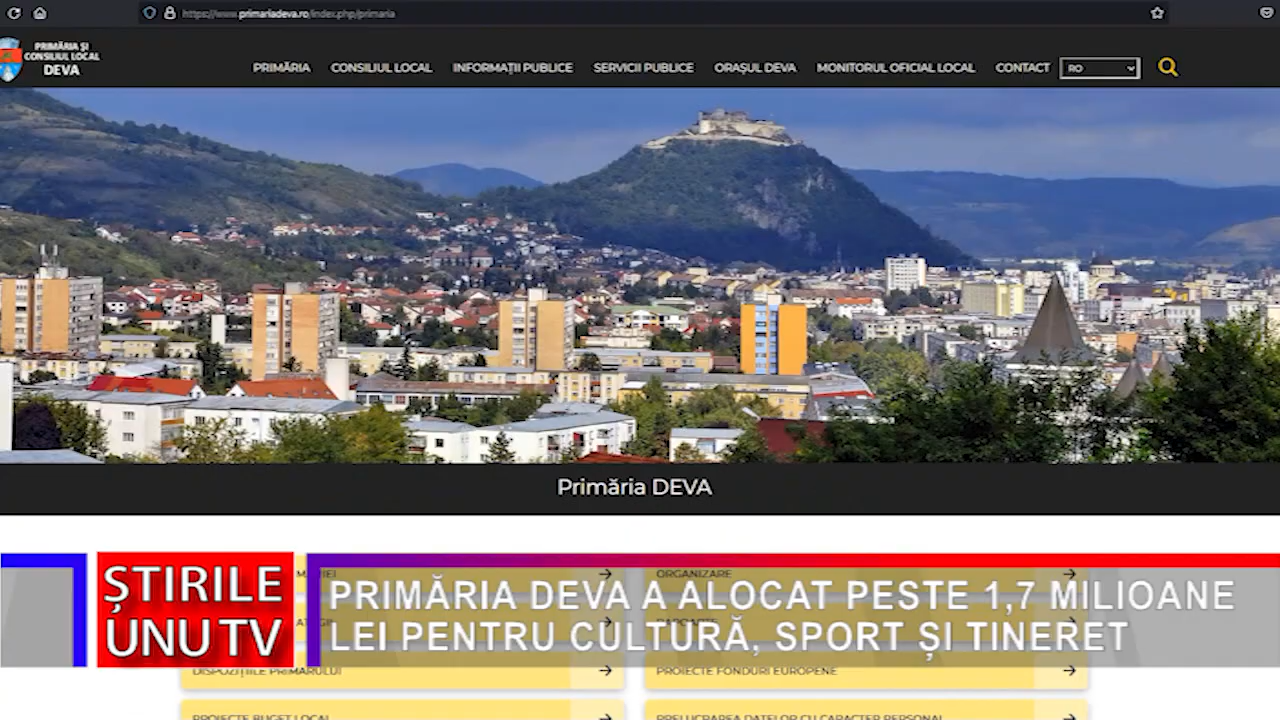 https://www.primariadeva.ro/index.php/primaria
PRIMĂRIA ȘI
CONSILIUL LOCAL
DEVA
PRIMĂRIA CONSILIUL LOCAL INFORMAȚII PUBLICE SERVICII PUBLICE ORAȘUL DEVA MONITORUL OFICIAL LOCAL CONTACT RO
Primăria DEVA
ORGANIZARE
ȘTIRILE
UNU TV
PRIMĂRIA DEVA A ALOCAT PESTE 1,7 MILIOANE
LEI PENTRU CULTURĂ, SPORT ȘI TINERET
DISPOZIȚIILE PRIMARULUI PROIECTE FONDURI EUROPENE
PROIECTE BUGET LOCAL PRELUCRAREA DATELOR CU CARACTER PERSONAL